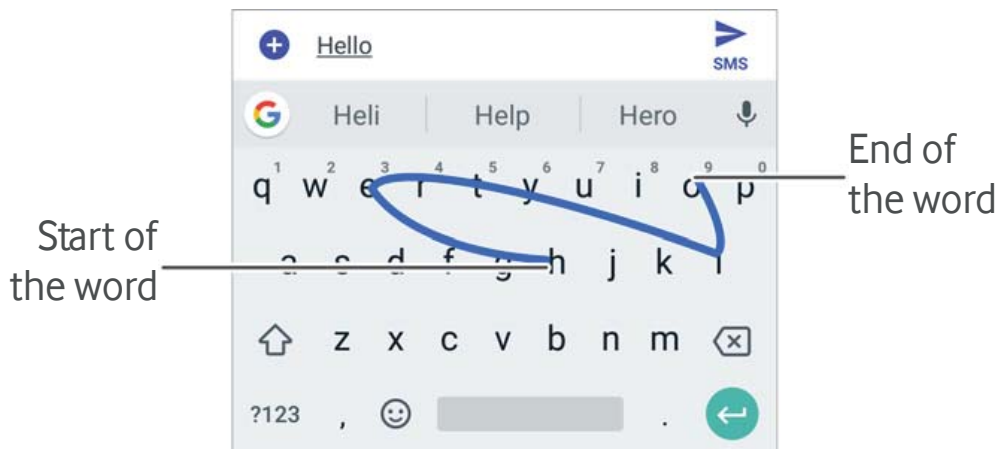 Hello
SMS
G Heli Help Hero
1 2 3 4 5 6 7 8 9 0
q w e r t y u i o p
End of
the word
Start of
the word
a s d f g h j k l
z x c v b n m
?123 , .